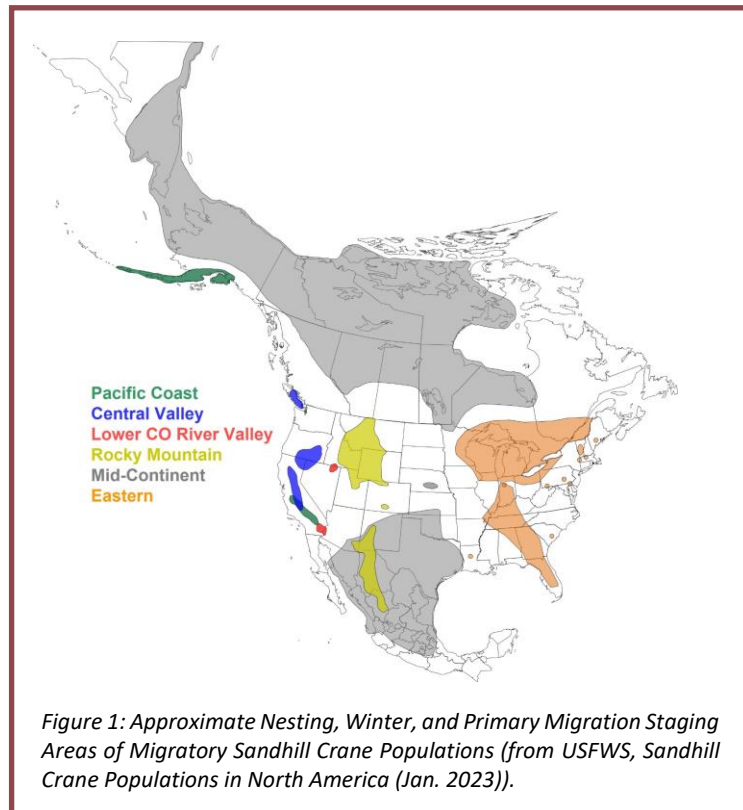 Pacific Coast
Central Valley
Lower CO River Valley
Rocky Mountain
Mid-Continent
Eastern
Figure 1: Approximate Nesting, Winter, and Primary Migration Staging
Areas of Migratory Sandhill Crane Populations (from USFWS, Sandhill
Crane Populations in North America (Jan. 2023)).